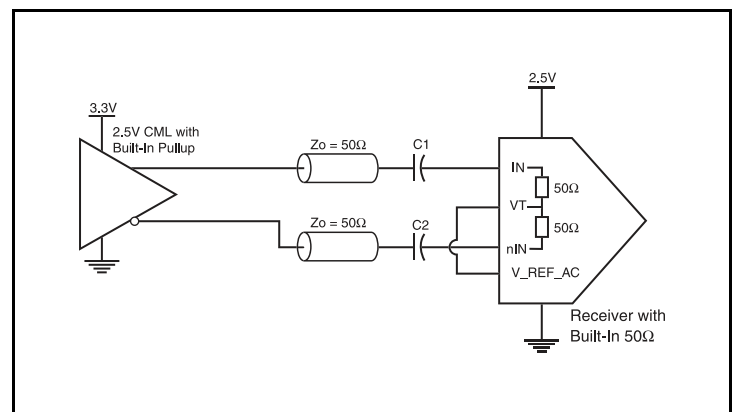 3.3V
2.5V CML with
Built-In Pullup
Zo = 50Ω
C1
Zo = 50Ω
C2
2.5V
IN
50Ω
VT
50Ω
nIN
V_REF_AC
Receiver with
Built-In 50Ω